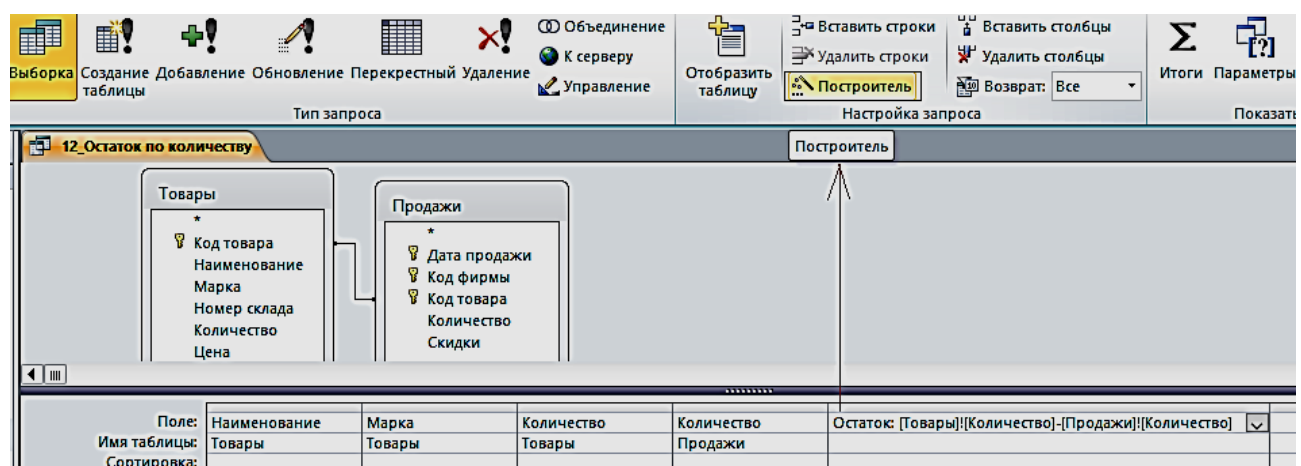 Выборка
Создание таблицы
Добавление
Обновление
Перекрестный
Удаление
Объединение
К серверу
Управление
Тип запроса
Отобразить таблицу
Вставить строки
Удалить строки
Построитель
Вставить столбцы
Удалить столбцы
Возврат: Все
Настройка запроса
Итоги
Параметры
Показать
12_Остаток по количеству
Построитель
Товары
*
Код товара
Наименование
Марка
Номер склада
Количество
Цена
Продажи
*
Дата продажи
Код фирмы
Код товара
Количество
Скидки
Поле: Наименование Марка Количество Количество Остаток: [Товары]![Количество]-[Продажи]![Количество]
Имя таблицы: Товары Товары Товары Продажи
Сортировка: